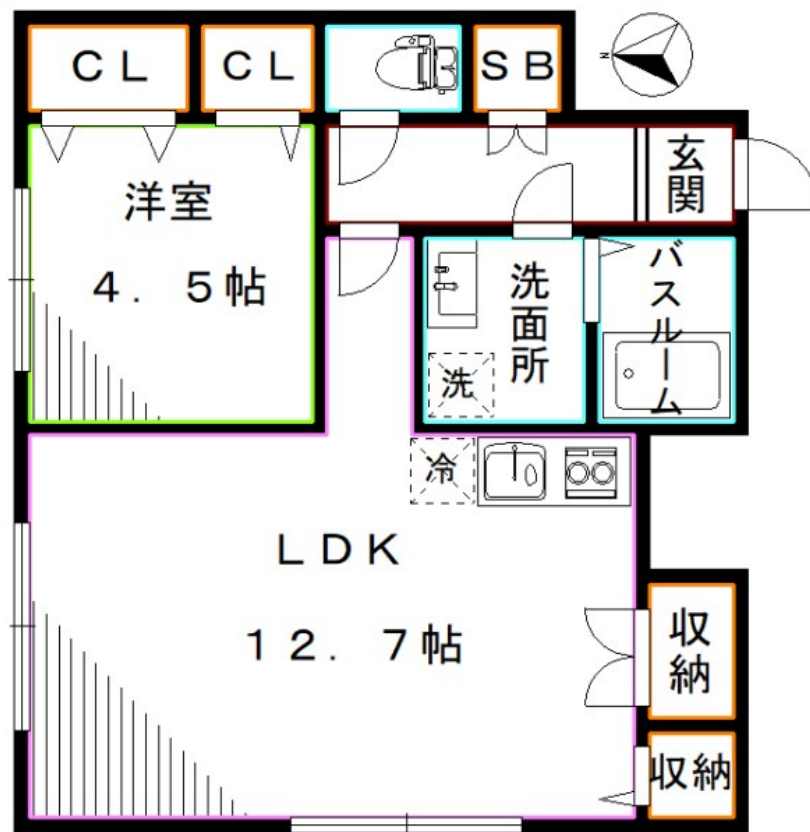 CL
CL
SB
N
玄関
洋室
4.5帖
洗面所
バスルーム
洗
冷
LDK
12.7帖
収納
収納